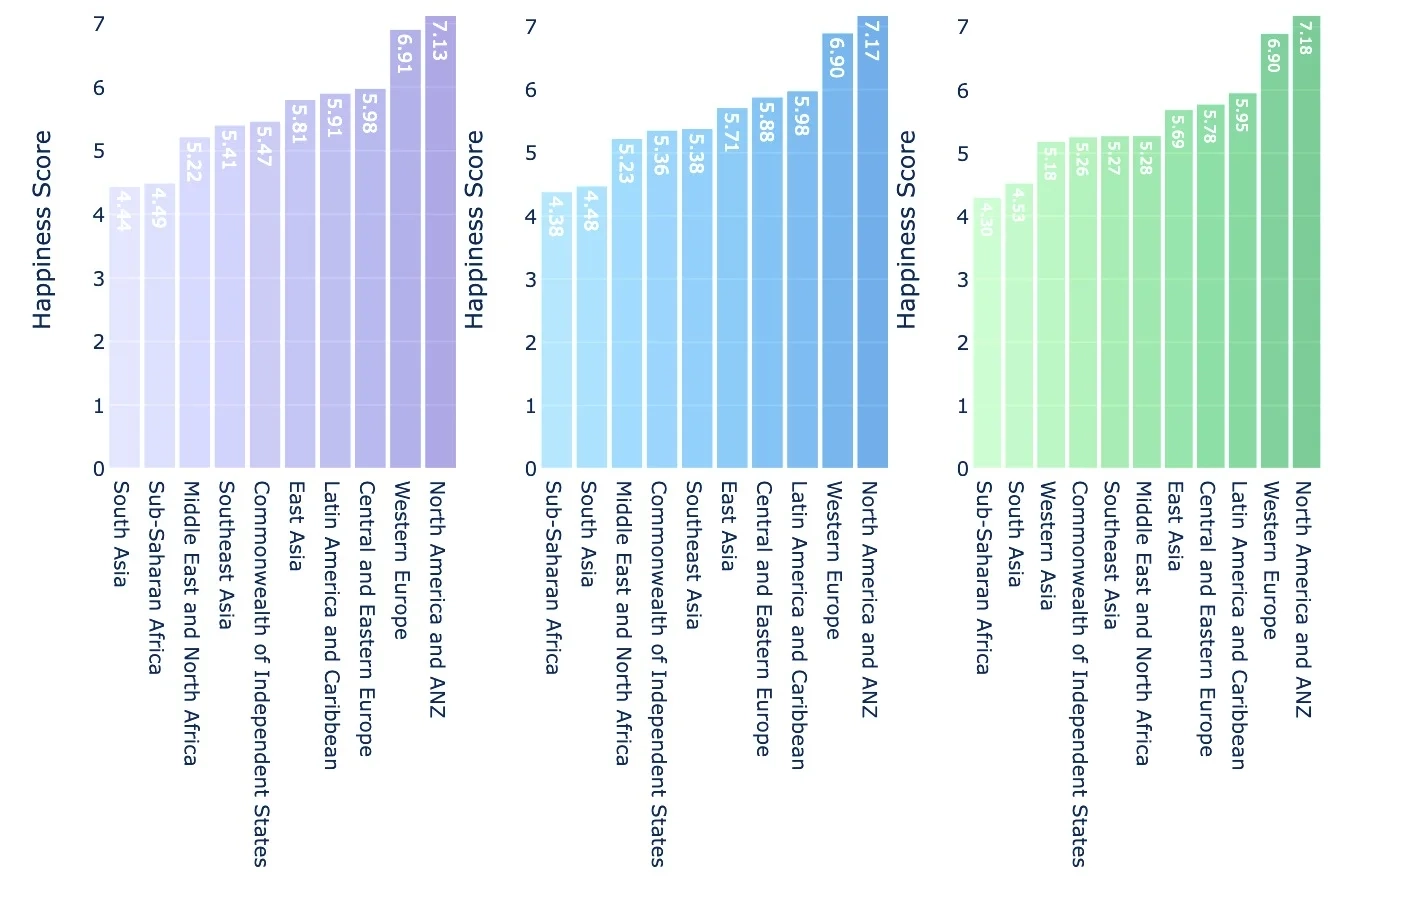 Happiness Score
7
6
5
4
3
2
1
0
4.44
4.49
5.22
5.41
5.47
5.81
5.91
5.98
6.91
7.13
South Asia
Sub-Saharan Africa
Middle East and North Africa
Southeast Asia
Commonwealth of Independent States
East Asia
Latin America and Caribbean
Central and Eastern Europe
Western Europe
North America and ANZ
Happiness Score
7
6
5
4
3
2
1
0
4.38
4.48
5.23
5.36
5.38
5.71
5.88
5.98
6.90
7.17
Sub-Saharan Africa
South Asia
Middle East and North Africa
Commonwealth of Independent States
Southeast Asia
East Asia
Central and Eastern Europe
Latin America and Caribbean
Western Europe
North America and ANZ
Happiness Score
7
6
5
4
3
2
1
0
4.30
4.53
5.18
5.26
5.27
5.28
5.69
5.78
5.95
6.90
7.18
Sub-Saharan Africa
South Asia
Western Asia
Commonwealth of Independent States
Southeast Asia
Middle East and North Africa
East Asia
Central and Eastern Europe
Latin America and Caribbean
Western Europe
North America and ANZ